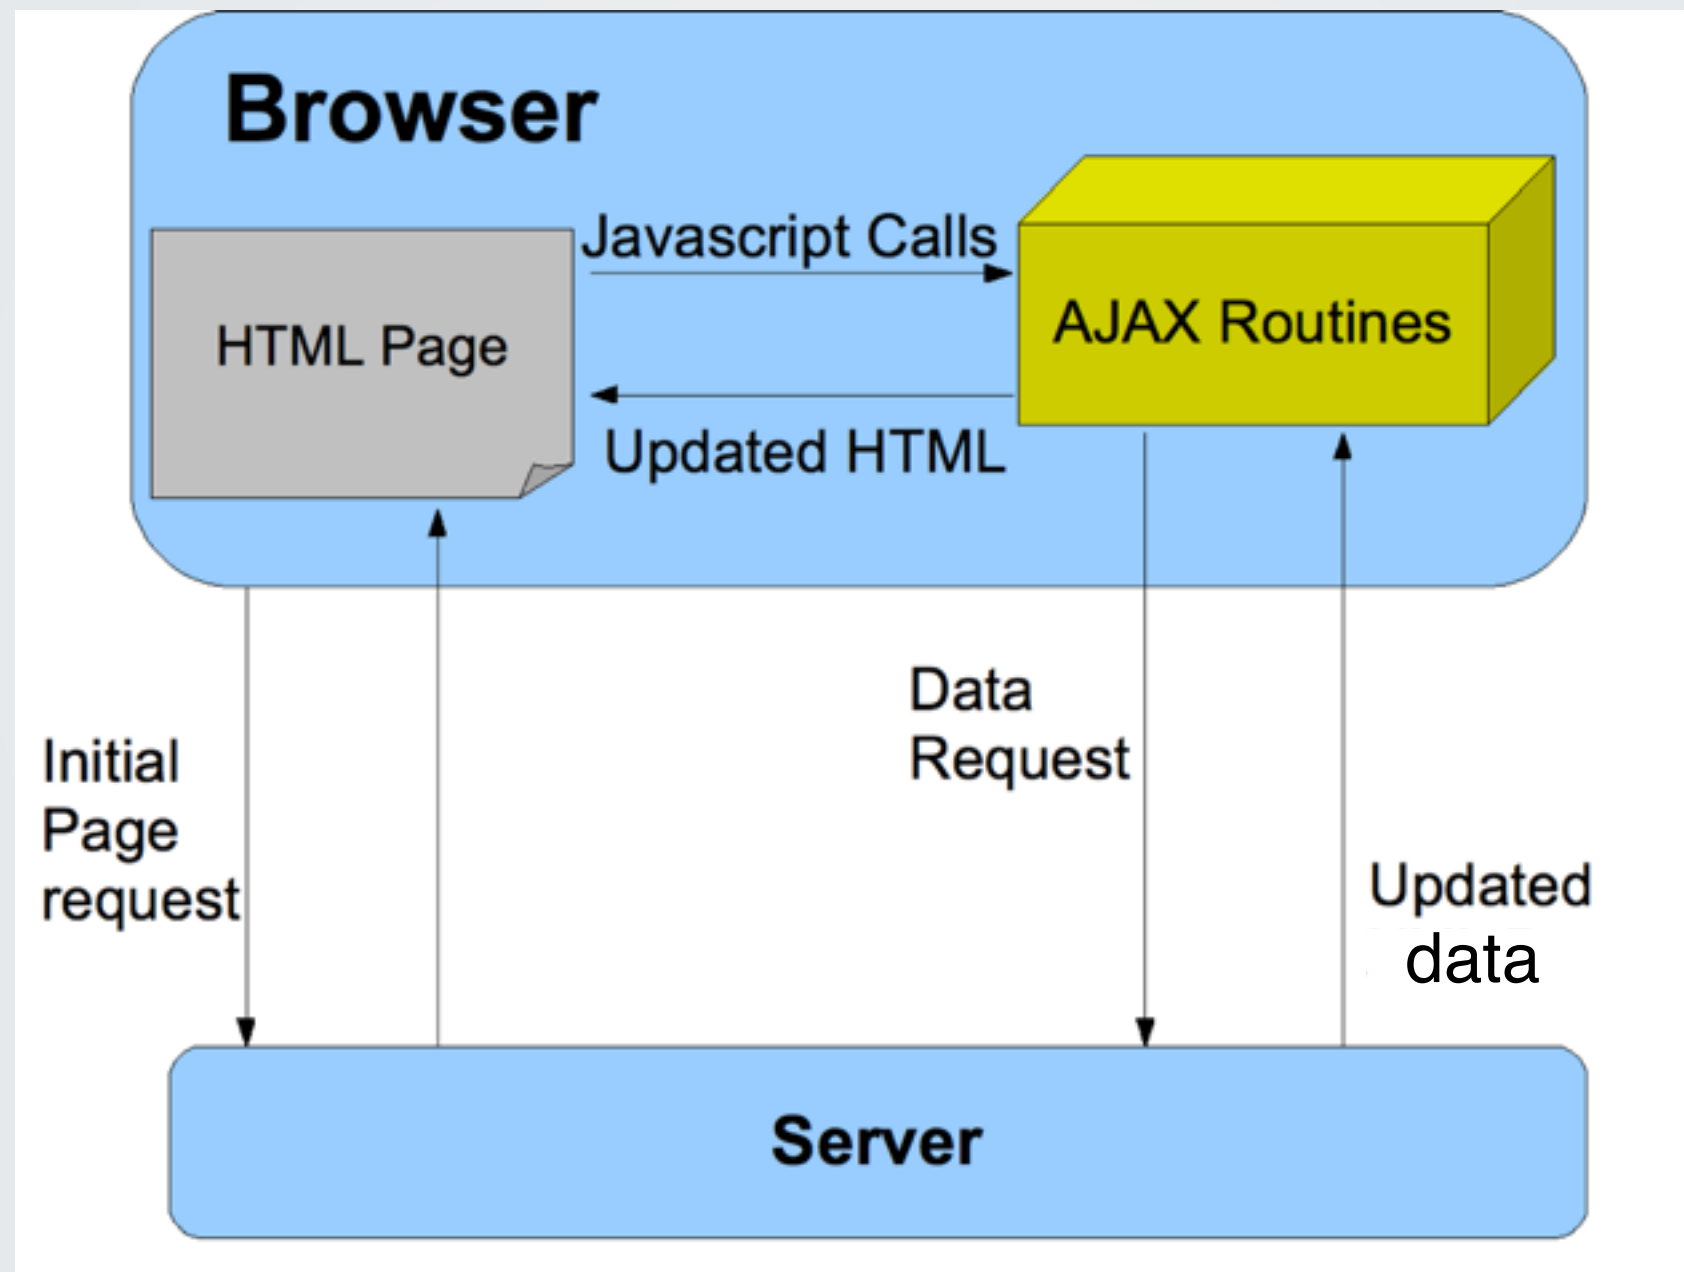 Browser
Javascript Calls
HTML Page
AJAX Routines
Updated HTML
Initial
Page
request
Data
Request
Updated
data
Server